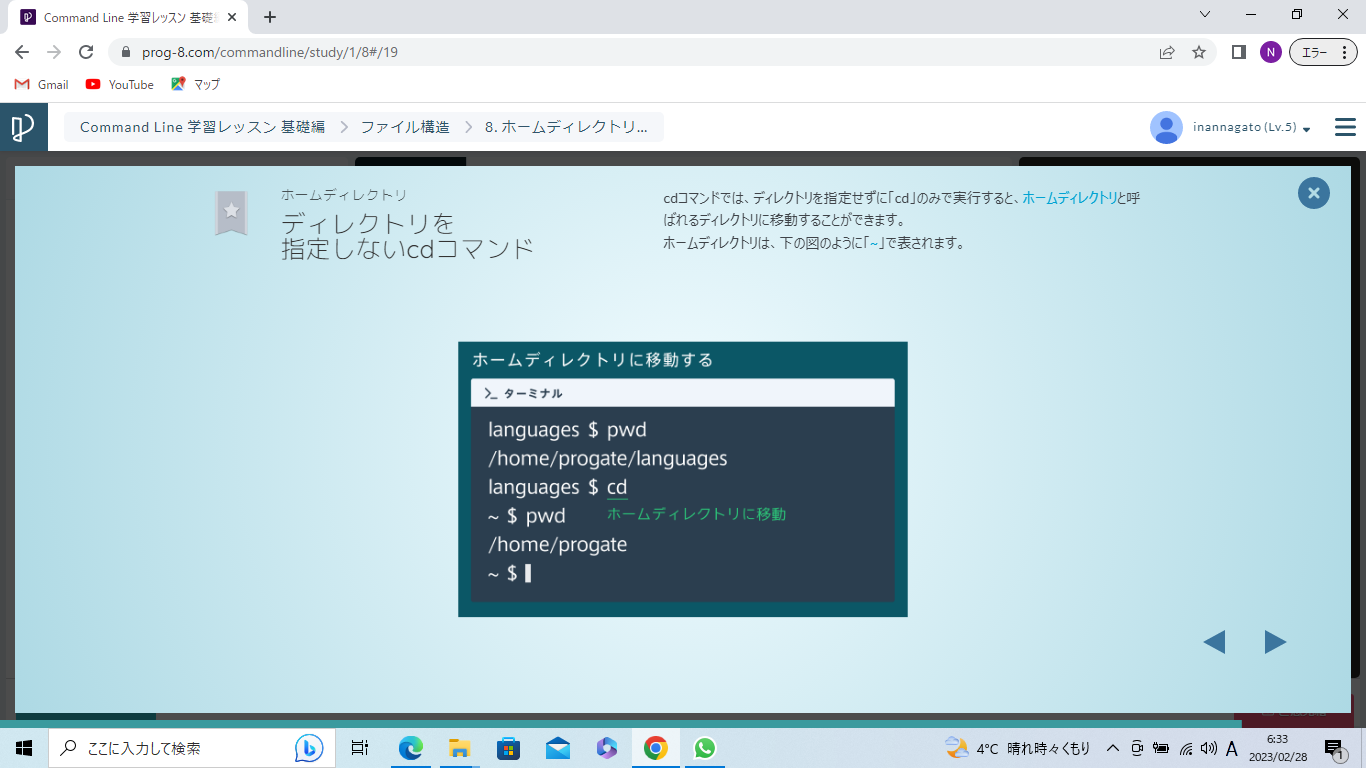 Command Line 学習レッスン 基礎
prog-8.com/commandline/study/1/8#/19
N
エラー
Gmail
YouTube
マップ
Command Line 学習レッスン 基礎編
ファイル構造
8. ホームディレクトリ...
inannagato (Lv.5)
ホームディレクトリ
ディレクトリを
指定しないcdコマンド
cdコマンドでは、ディレクトリを指定せずに「cd」のみで実行すると、ホームディレクトリと呼
ばれるディレクトリに移動することができます。
ホームディレクトリは、下の図のように「~」で表されます。
ホームディレクトリに移動する
>_ ターミナル
languages $ pwd
/home/progate/languages
languages $ cd
~ $ pwd
ホームディレクトリに移動
/home/progate
~ $
ここに入力して検索
4°C 晴れ時々くもり
A
6:33
2023/02/28
1